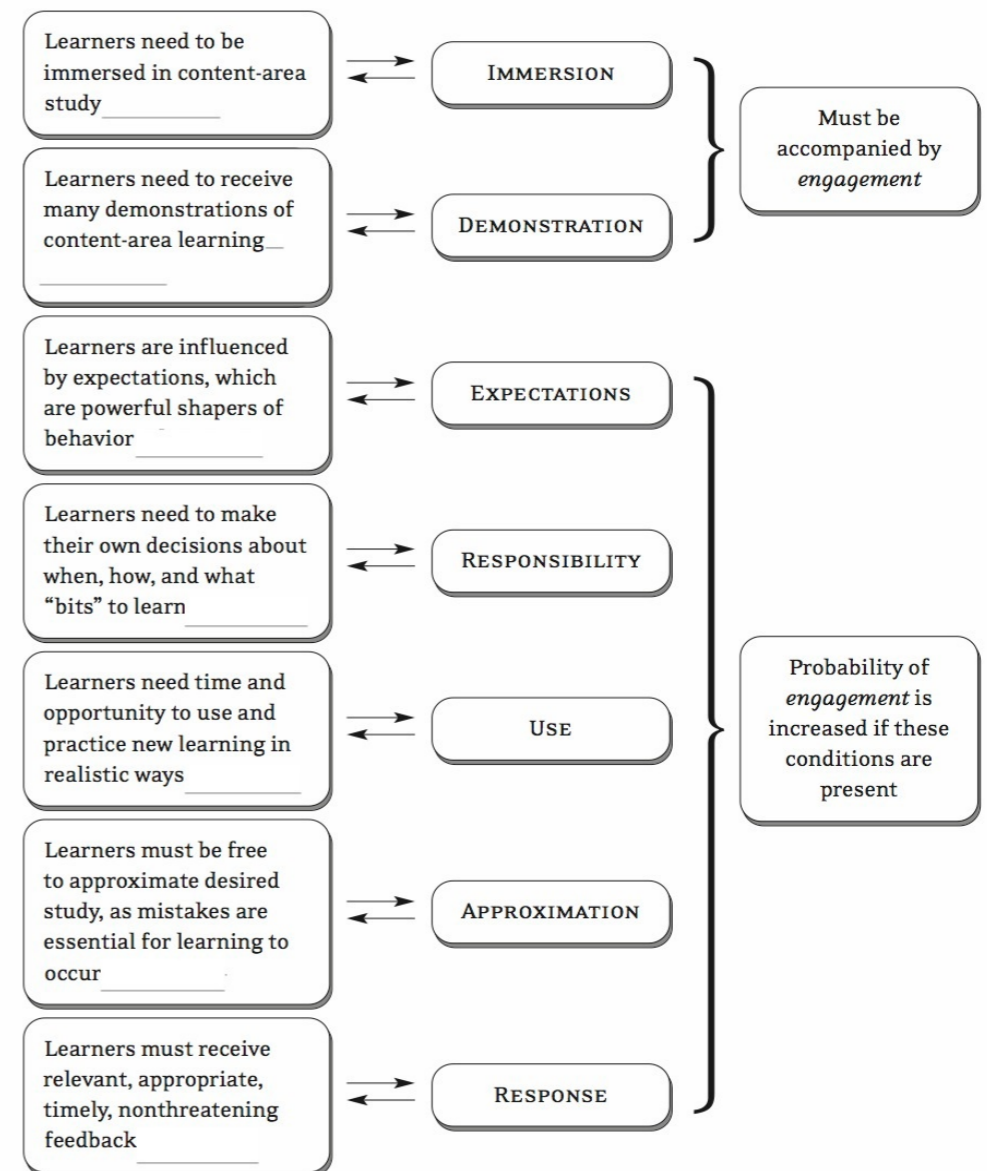 Learners need to be
immersed in content-area
study
IMMERSION
Learners need to receive
many demonstrations of
content-area learning
DEMONSTRATION
Must be
accompanied by
engagement
Learners are influenced
by expectations, which
are powerful shapers of
behavior
EXPECTATIONS
Learners need to make
their own decisions about
when, how, and what
“bits” to learn
RESPONSIBILITY
Learners need time and
opportunity to use and
practice new learning in
realistic ways
USE
Learners must be free
to approximate desired
study, as mistakes are
essential for learning to
occur
APPROXIMATION
Learners must receive
relevant, appropriate,
timely, nonthreatening
feedback
RESPONSE
Probability of
engagement is
increased if these
conditions are
present